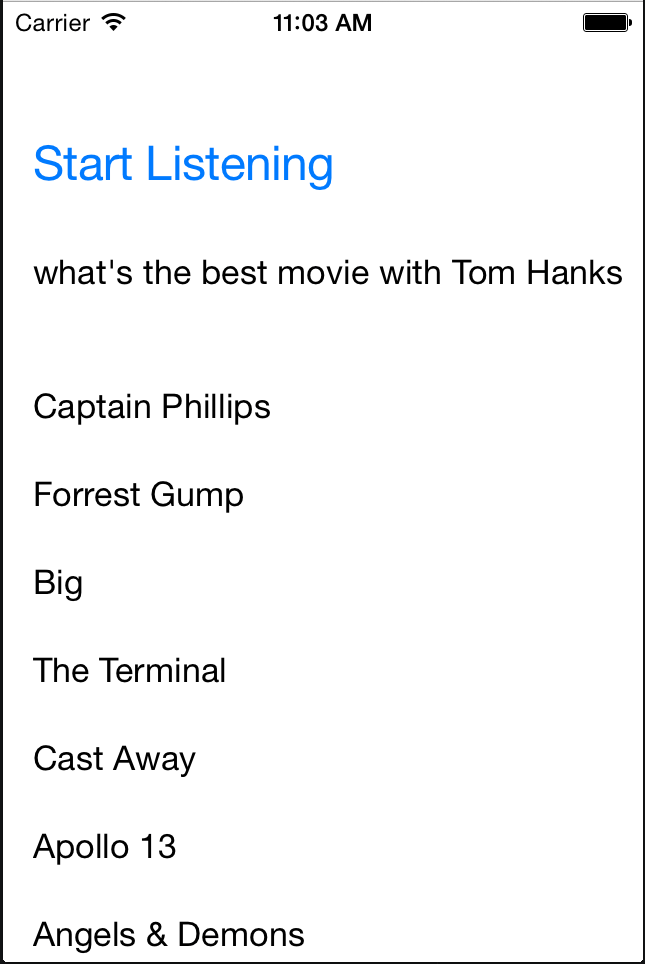 Carrier 11:03 AM
Start Listening
what's the best movie with Tom Hanks
Captain Phillips
Forrest Gump
Big
The Terminal
Cast Away
Apollo 13
Angels & Demons